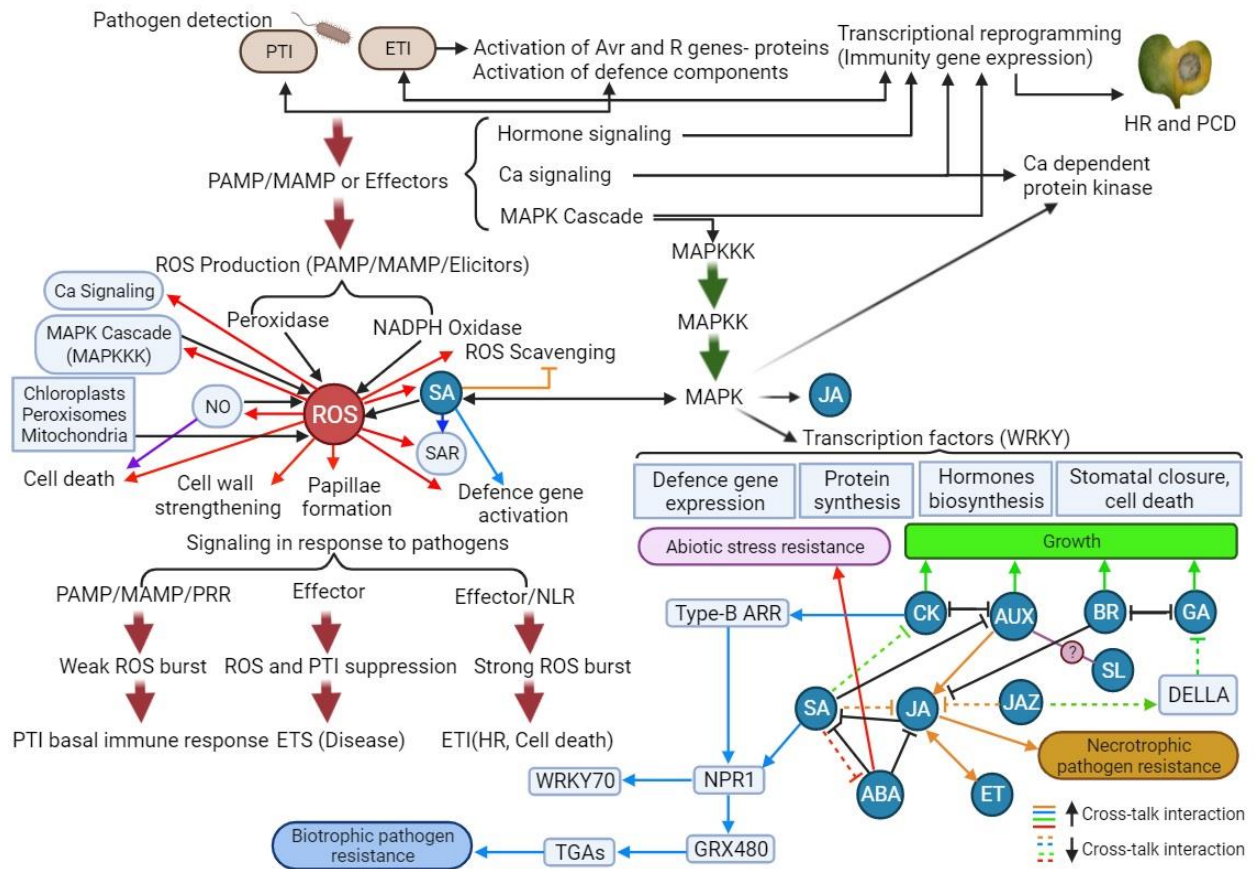 Pathogen detection
PTI
ETI
Activation of Avr and R genes- proteins
Activation of defence components
Transcriptional reprogramming
(Immunity gene expression)
HR and PCD
Hormone signaling
PAMP/MAMP or Effectors
Ca signaling
MAPK Cascade
Ca dependent
protein kinase
MAPKKK
MAPKK
MAPK
JA
Transcription factors (WRKY)
ROS Production (PAMP/MAMP/Elicitors)
Ca Signaling
Peroxidase
NADPH Oxidase
MAPK Cascade
(MAPKKK)
ROS Scavenging
Chloroplasts
Peroxisomes
Mitochondria
NO
ROS
SA
SAR
Cell death
Cell wall
strengthening
Papillae
formation
Defence gene
activation
Defence gene
expression
Protein
synthesis
Hormones
biosynthesis
Stomatal closure,
cell death
Signaling in response to pathogens
PAMP/MAMP/PRR
Effector
Effector/NLR
Weak ROS burst
ROS and PTI suppression
Strong ROS burst
PTI basal immune response
ETS (Disease)
ETI(HR, Cell death)
Abiotic stress resistance
Growth
Type-B ARR
CK
AUX
BR
GA
?
SL
SA
JA
JAZ
DELLA
Necrotrophic
pathogen resistance
WRKY70
NPR1
ABA
ET
Biotrophic pathogen
resistance
TGAs
GRX480
Cross-talk interaction
Cross-talk interaction